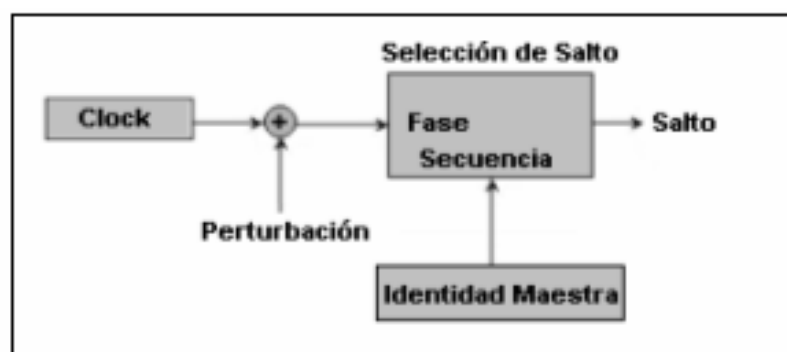 Selección de Salto
Clock
+
Fase
Salto
Secuencia
Perturbación
Identidad Maestra